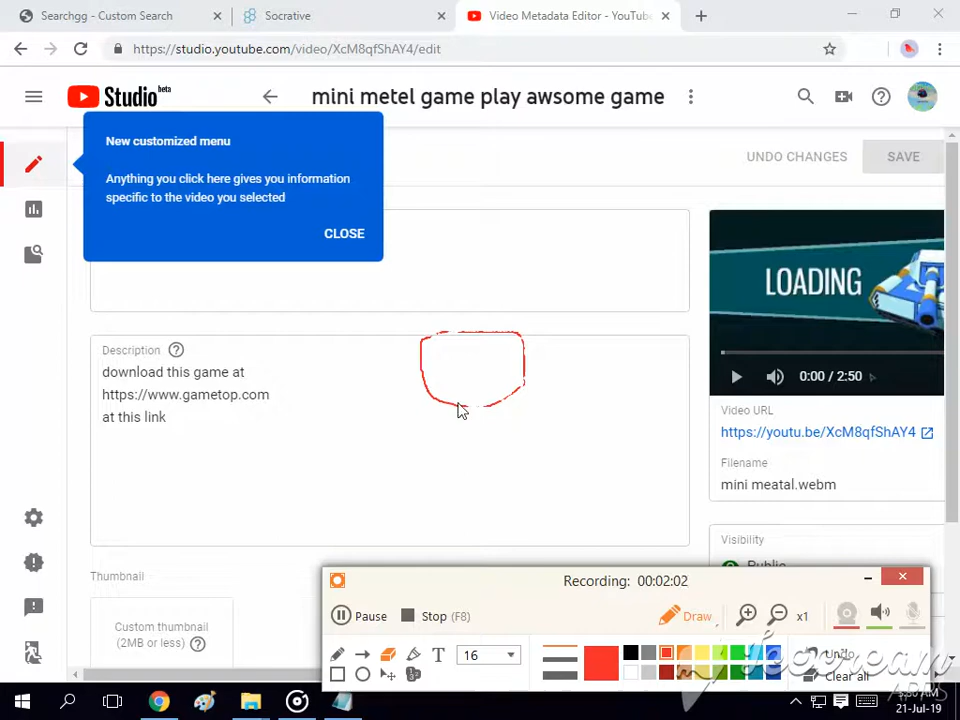 Searchgg - Custom Search
Socrative
Video Metadata Editor - YouTube
https://studio.youtube.com/video/XcM8qfShAY4/edit
Studio beta
mini metel game play awsome game
New customized menu
Anything you click here gives you information
specific to the video you selected
CLOSE
UNDO CHANGES
SAVE
LOADING
0:00 / 2:50
Description
download this game at
https://www.gametop.com
at this link
Video URL
https://youtu.be/XcM8qfShAY4
Filename
mini meatal.webm
Visibility
Public
Thumbnail
Custom thumbnail
(2MB or less)
Recording: 00:02:02
Pause
Stop (F8)
Draw
x1
T
16
Undo
Clear all
Icecream
APPS
21-Jul-19